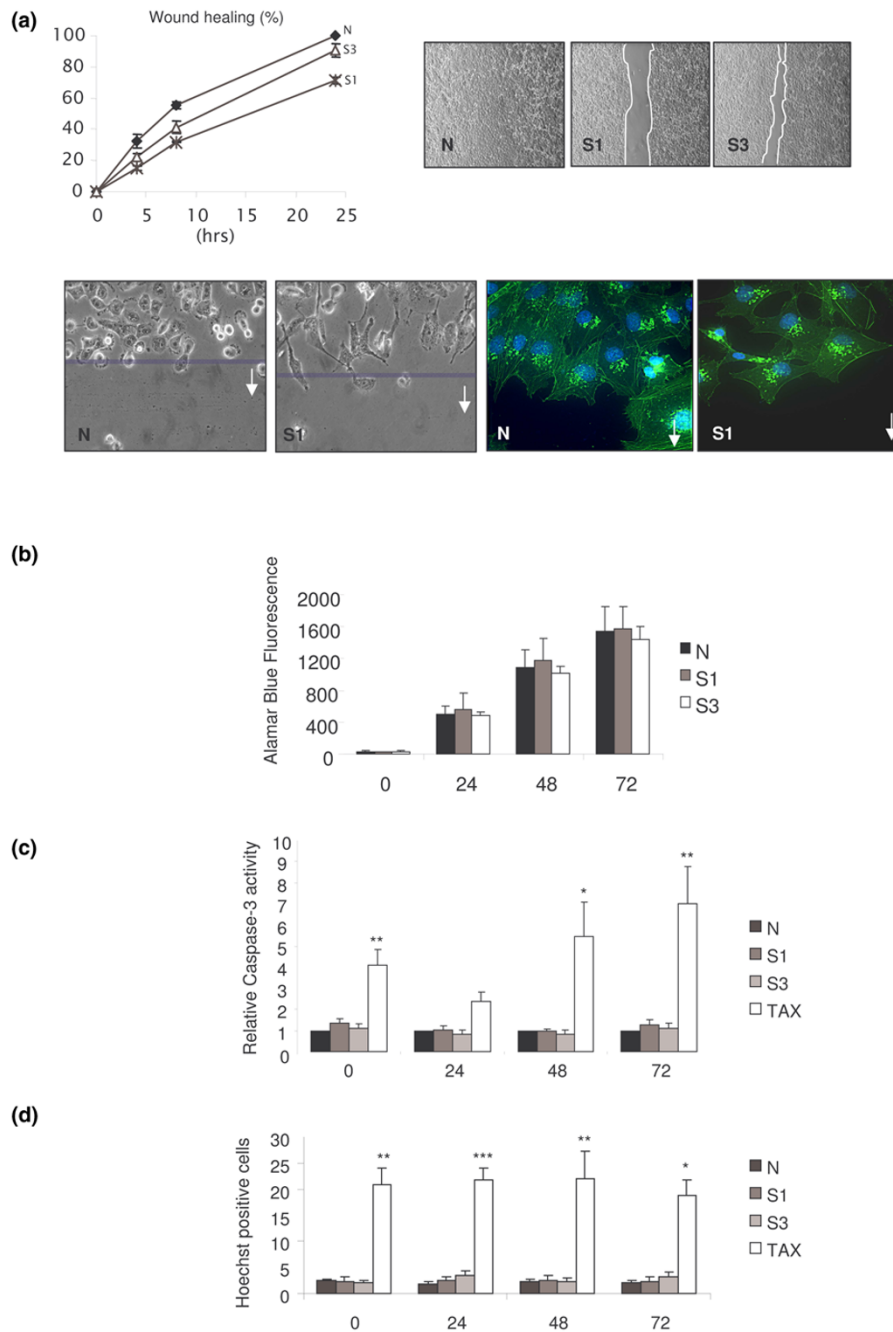 (a)
Wound healing (%)
100
80
60
40
20
0
0 5 10 15 20 25
(hrs)
N
S3
S1
N
S1
S3
N
S1
N
S1
(b)
Alamar Blue Fluorescence
2000
1600
1200
800
400
0
0 24 48 72
N
S1
S3
(c)
Relative Caspase-3 activity
10
9
8
7
6
5
4
2
1
0
** * **
0 24 48 72
N
S1
S3
TAX
(d)
Hoechst positive cells
30
25
20
15
10
5
0
** *** ** *
0 24 48 72
N
S1
S3
TAX